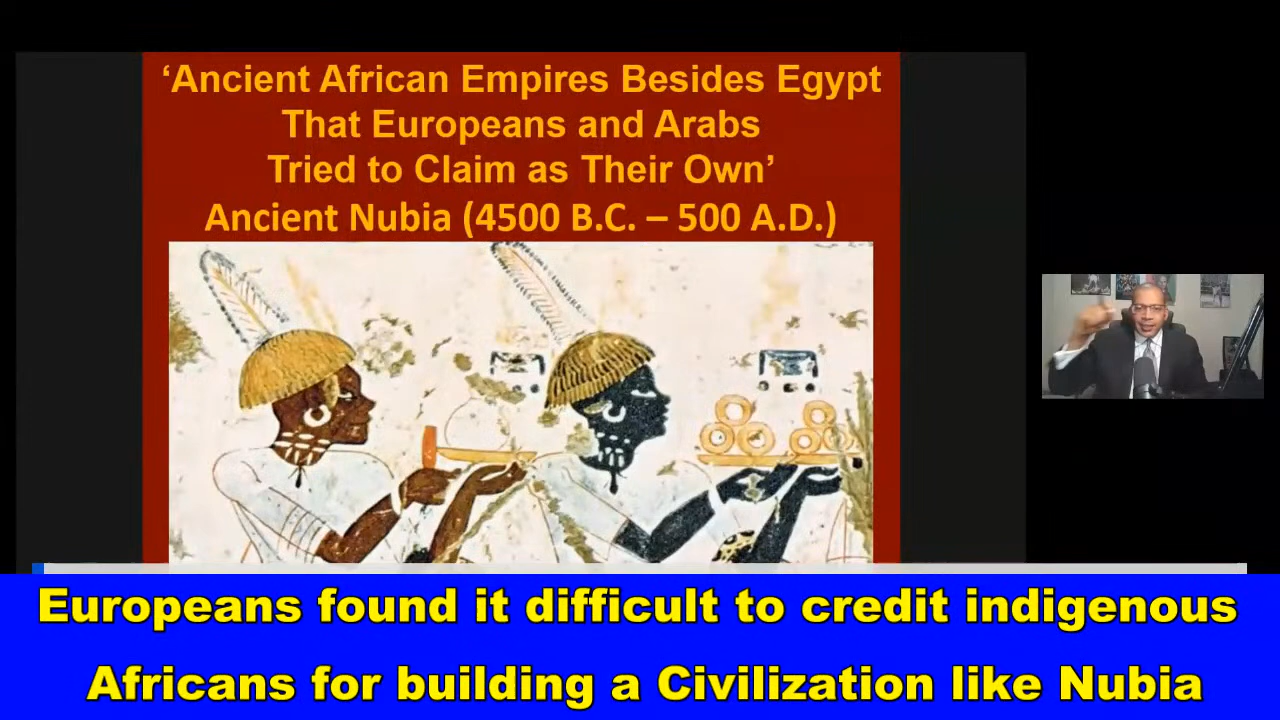 ‘Ancient African Empires Besides Egypt
That Europeans and Arabs
Tried to Claim as Their Own’
Ancient Nubia (4500 B.C. – 500 A.D.)
Europeans found it difficult to credit indigenous
Africans for building a Civilization like Nubia